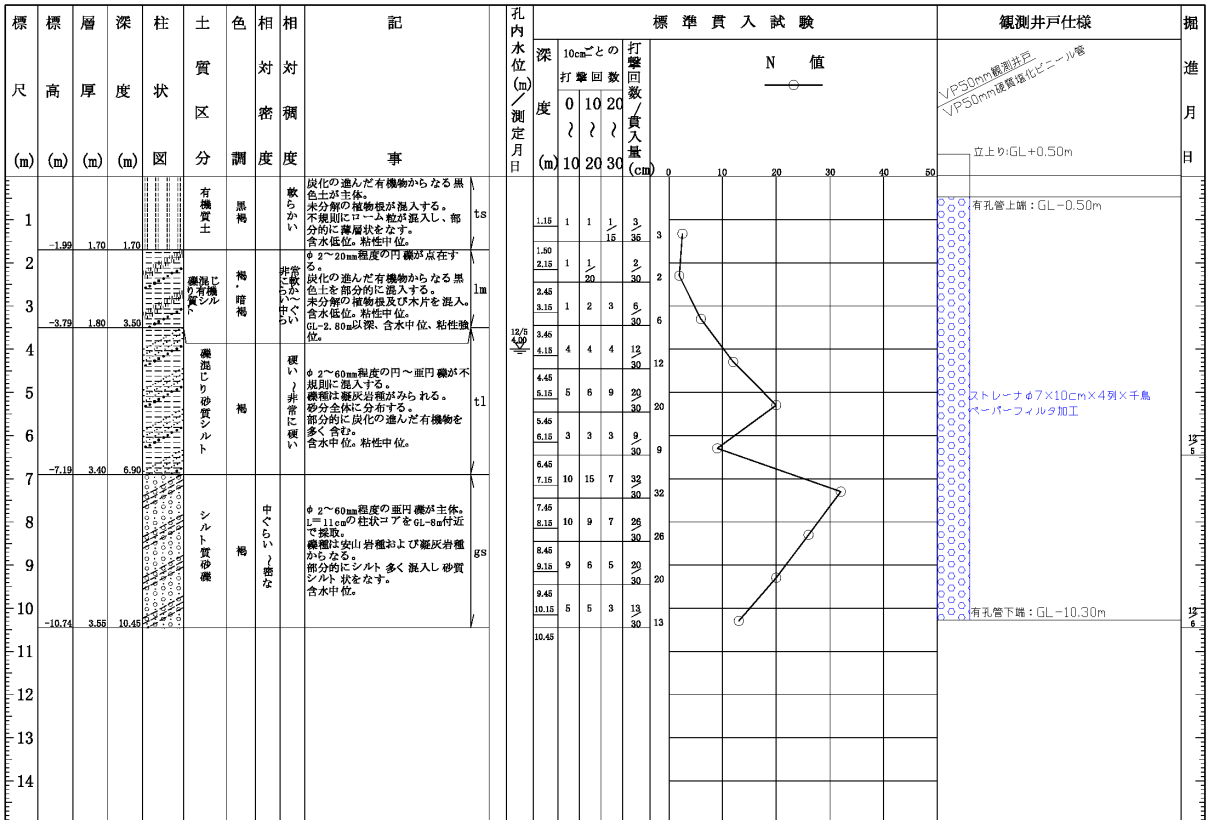 標尺(m)
標高(m)
層厚(m)
深度(m)
柱状図
土質区分
色調
相対密度
相対稠度
記事
孔内水位(m)/測定月日
標準貫入試験
深度(m)
10cmごとの
打撃回数
0～10
10～20
20～30
打撃回数/貫入量(cm)
N 値
0 10 20 30 40 50
観測井戸仕様
VP50mm観測井戸
VP50mm硬質塩化ビニール管
立上り:GL+0.50m
掘進月日
1
2
3
4
5
6
7
8
9
10
11
12
13
14
-1.99 1.70 1.70
有機質土
黒褐
軟らかい
炭化の進んだ有機物からなる黒
色土が主体。
未分解の植物根が混入する。
不規則にローム粒が混入し、部
分的に薄層状をなす。
含水低位。粘性中位。
ts
-3.79 1.80 3.50
礫混じり有機質シルト
褐・暗褐
非常に軟らか～中ぐらい
φ2～20mm程度の円礫が点在す
る。
炭化の進んだ有機物からなる黒
色土を部分的に混入する。
未分解の植物根及び木片を混入。
含水低位。粘性中位。
GL-2.80m以深、含水中位、粘性強
位。
lm
-7.19 3.40 6.90
礫混じり砂質シルト
褐
硬い～非常に硬い
φ2～60mm程度の円～亜円礫が不
規則に混入する。
礫種は凝灰岩種がみられる。
砂分全体に分布する。
部分的に炭化の進んだ有機物を
多く含む。
含水中位。粘性中位。
tl
-10.74 3.55 10.45
シルト質砂礫
褐
中ぐらい～密な
φ2～60mm程度の亜円礫が主体。
L=11cmの柱状コアをGL-8m付近
で採取。
礫種は安山岩種および凝灰岩種
からなる。
部分的にシルト多く混入し砂質
シルト状をなす。
含水中位。
gs
12/5
4.00
1.15 1 1 1/15 3/35 3
1.50
2.15 1 1/20 2/30 2
2.45
3.15 1 2 3 6/30 6
3.45
4.15 4 4 4 12/30 12
4.45
5.15 5 6 9 20/30 20
5.45
6.15 3 3 3 9/30 9
6.45
7.15 10 15 7 32/30 32
7.45
8.15 10 9 7 26/30 26
8.45
9.15 9 6 5 20/30 20
9.45
10.15 5 5 3 13/30 13
10.45
有孔管上端：GL-0.50m
ストレーナφ7×10cm×4列×千鳥
ペーパーフィルタ加工
有孔管下端：GL-10.30m
12/5
12/6